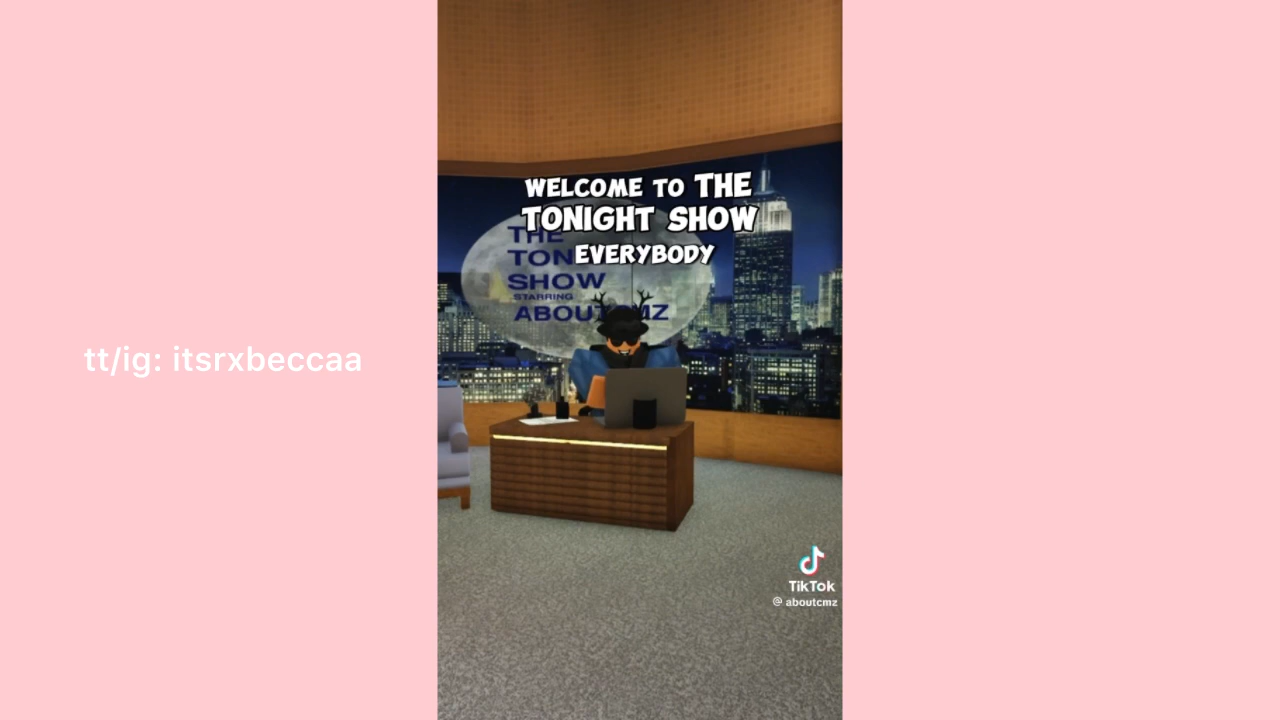 WELCOME TO THE
TONIGHT SHOW
EVERYBODY
THE
TON
SHOW
STARRING
ABOUTCMZ
tt/ig: itsrxbeccaa
TikTok
@ aboutcmz